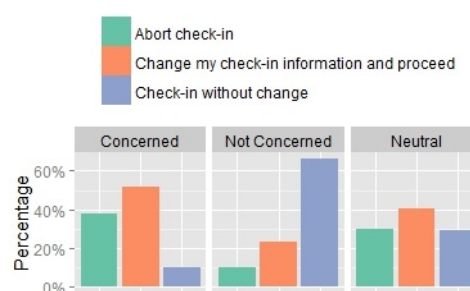 Abort check-in
Change my check-in information and proceed
Check-in without change
Concerned Not Concerned Neutral
Percentage
60%
40%
20%
0%